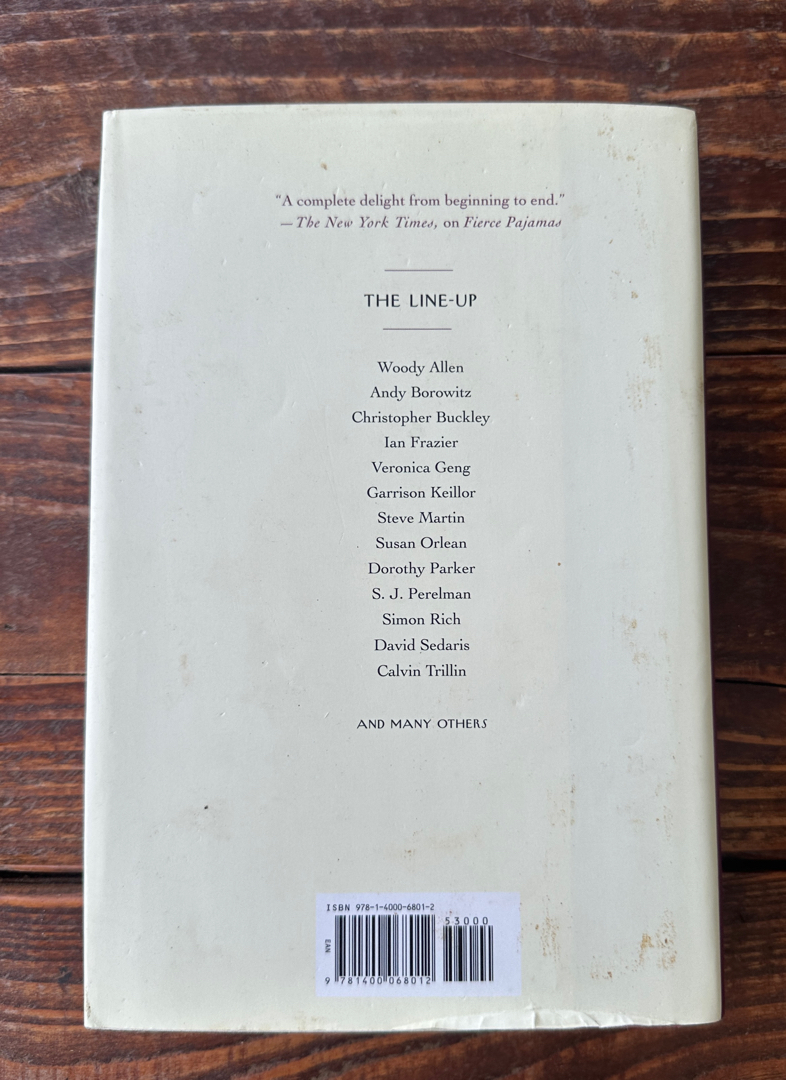 “A complete delight from beginning to end.”
—The New York Times, on Fierce Pajamas
THE LINE-UP
Woody Allen
Andy Borowitz
Christopher Buckley
Ian Frazier
Veronica Geng
Garrison Keillor
Steve Martin
Susan Orlean
Dorothy Parker
S. J. Perelman
Simon Rich
David Sedaris
Calvin Trillin
AND MANY OTHERS
ISBN 978-1-4000-6801-2
53000
EAN
9 781400 068012